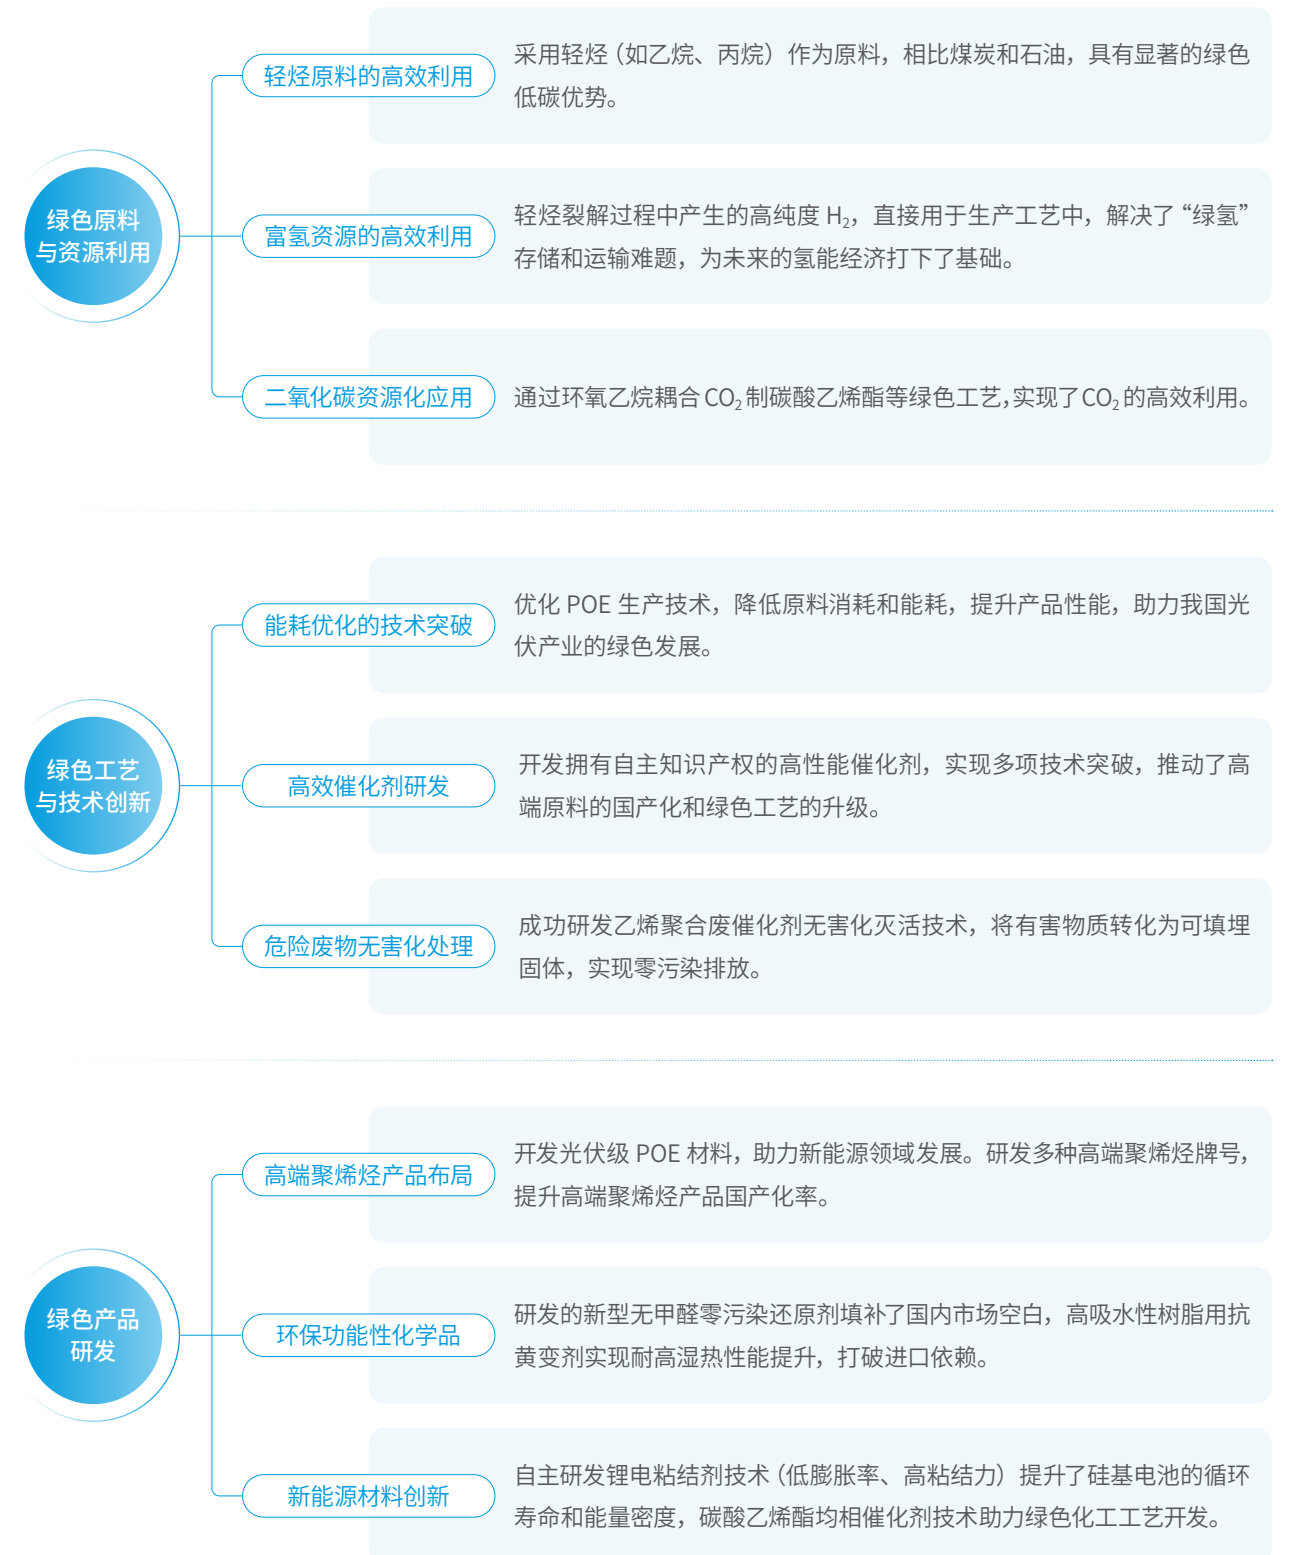 绿色原料
与资源利用
轻烃原料的高效利用
采用轻烃（如乙烷、丙烷）作为原料，相比煤炭和石油，具有显著的绿色
低碳优势。
富氢资源的高效利用
轻烃裂解过程中产生的高纯度 H₂，直接用于生产工艺中，解决了“绿氢”
存储和运输难题，为未来的氢能经济打下了基础。
二氧化碳资源化应用
通过环氧乙烷耦合 CO₂ 制碳酸乙烯酯等绿色工艺，实现了CO₂ 的高效利用。
绿色工艺
与技术创新
能耗优化的技术突破
优化 POE 生产技术，降低原料消耗和能耗，提升产品性能，助力我国光
伏产业的绿色发展。
高效催化剂研发
开发拥有自主知识产权的高性能催化剂，实现多项技术突破，推动了高
端原料的国产化和绿色工艺的升级。
危险废物无害化处理
成功研发乙烯聚合废催化剂无害化灭活技术，将有害物质转化为可填埋
固体，实现零污染排放。
绿色产品
研发
高端聚烯烃产品布局
开发光伏级 POE 材料，助力新能源领域发展。研发多种高端聚烯烃牌号，
提升高端聚烯烃产品国产化率。
环保功能性化学品
研发的新型无甲醛零污染还原剂填补了国内市场空白，高吸水性树脂用抗
黄变剂实现耐高湿热性能提升，打破进口依赖。
新能源材料创新
自主研发锂电粘结剂技术（低膨胀率、高粘结力）提升了硅基电池的循环
寿命和能量密度，碳酸乙烯酯均相催化剂技术助力绿色化工工艺开发。